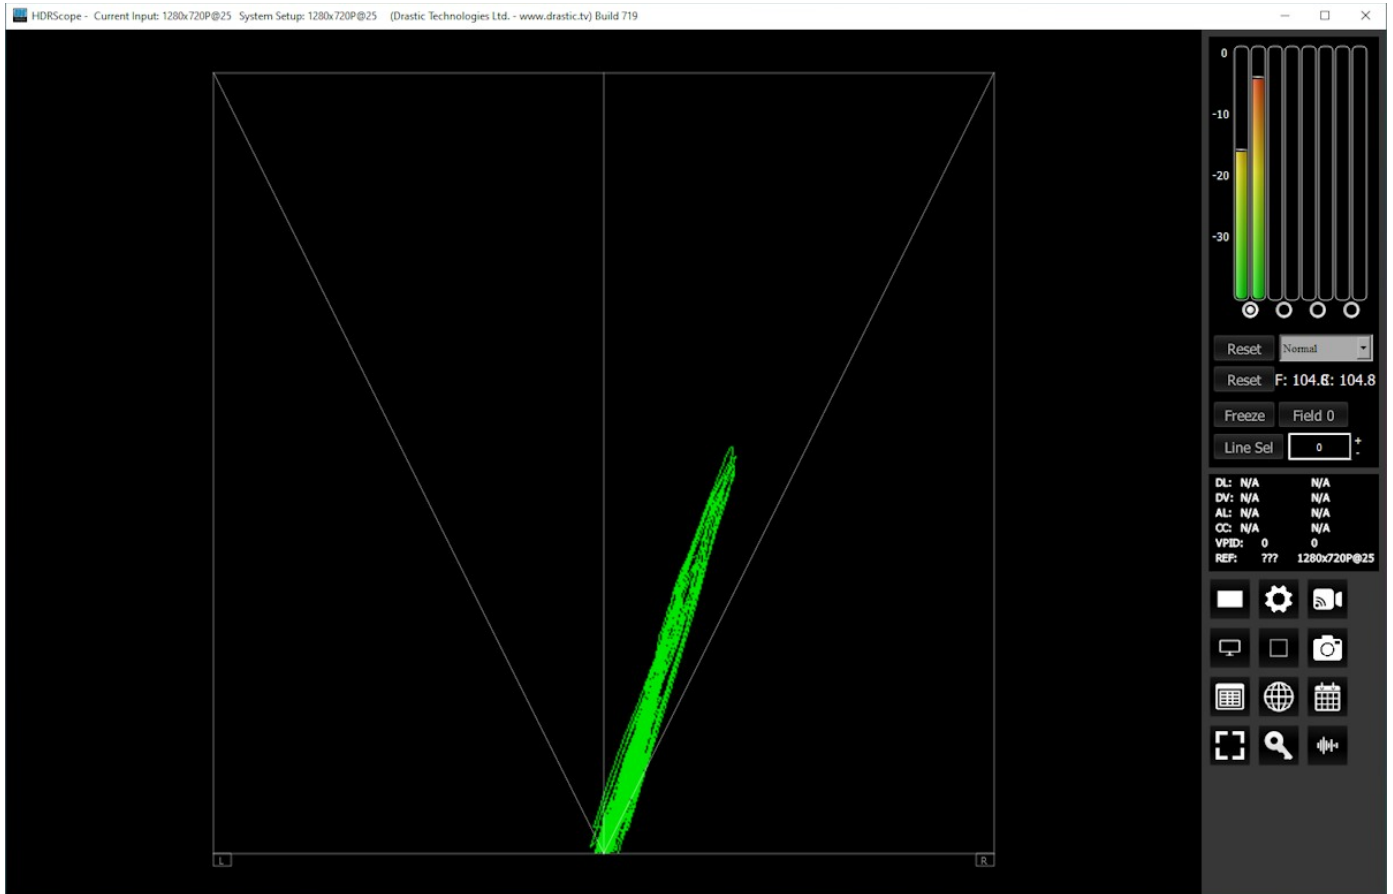 HDRScope - Current Input: 1280x720P@25 System Setup: 1280x720P@25 (Drastic Technologies Ltd. - www.drastic.tv) Build 719
0
-10
-20
-30
Reset Normal
Reset F: 104.8 C: 104.8
Freeze Field 0
Line Sel 0 + -
DL: N/A N/A
DV: N/A N/A
AL: N/A N/A
CC: N/A N/A
VPID: 0 0
REF: ??? 1280x720P@25
L R